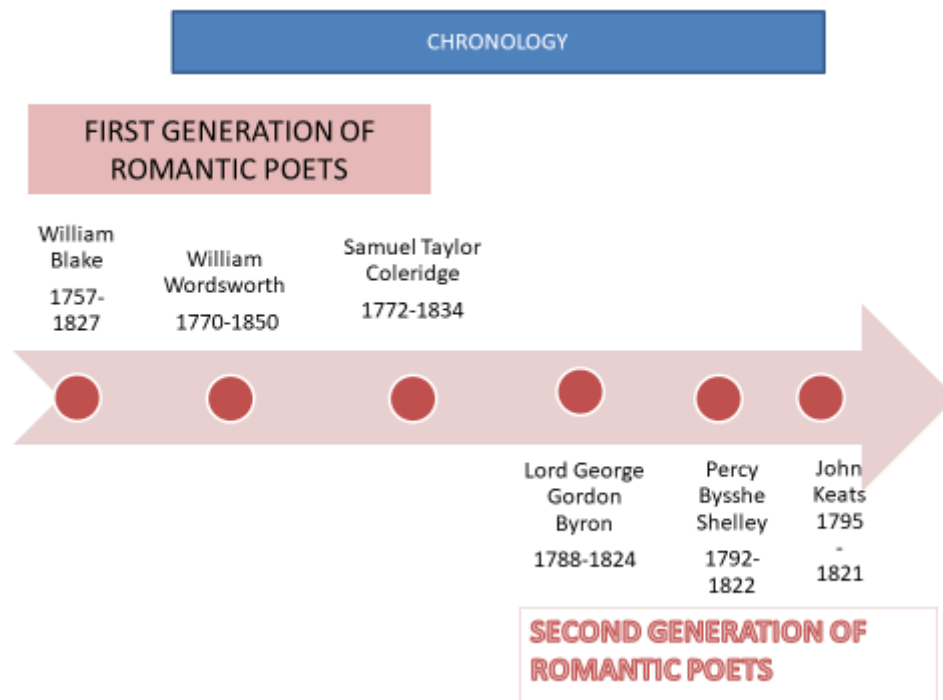 CHRONOLOGY
FIRST GENERATION OF
ROMANTIC POETS
William
Blake
1757-
1827
William
Wordsworth
1770-1850
Samuel Taylor
Coleridge
1772-1834
Lord George
Gordon
Byron
1788-1824
Percy
Bysshe
Shelley
1792-
1822
John
Keats
1795
-
1821
SECOND GENERATION OF
ROMANTIC POETS